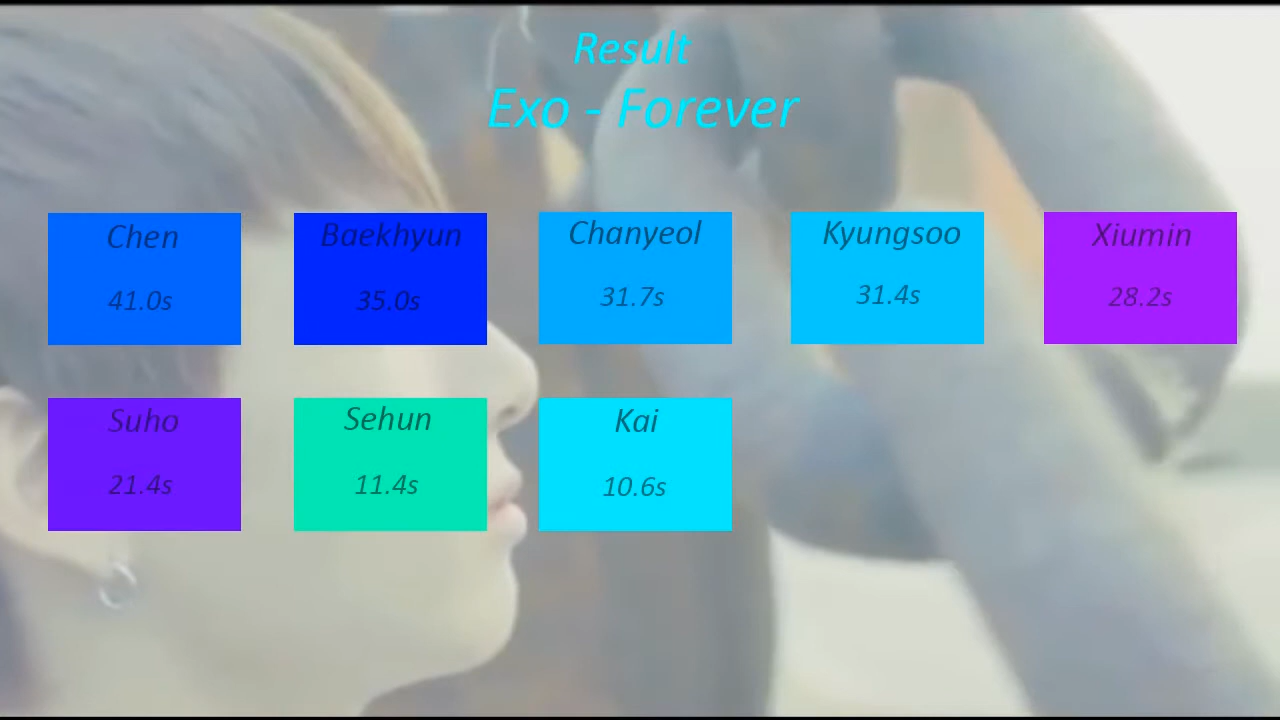 Result
Exo - Forever
Chen
41.0s
Baekhyun
35.0s
Chanyeol
31.7s
Kyungsoo
31.4s
Xiumin
28.2s
Suho
21.4s
Sehun
11.4s
Kai
10.6s